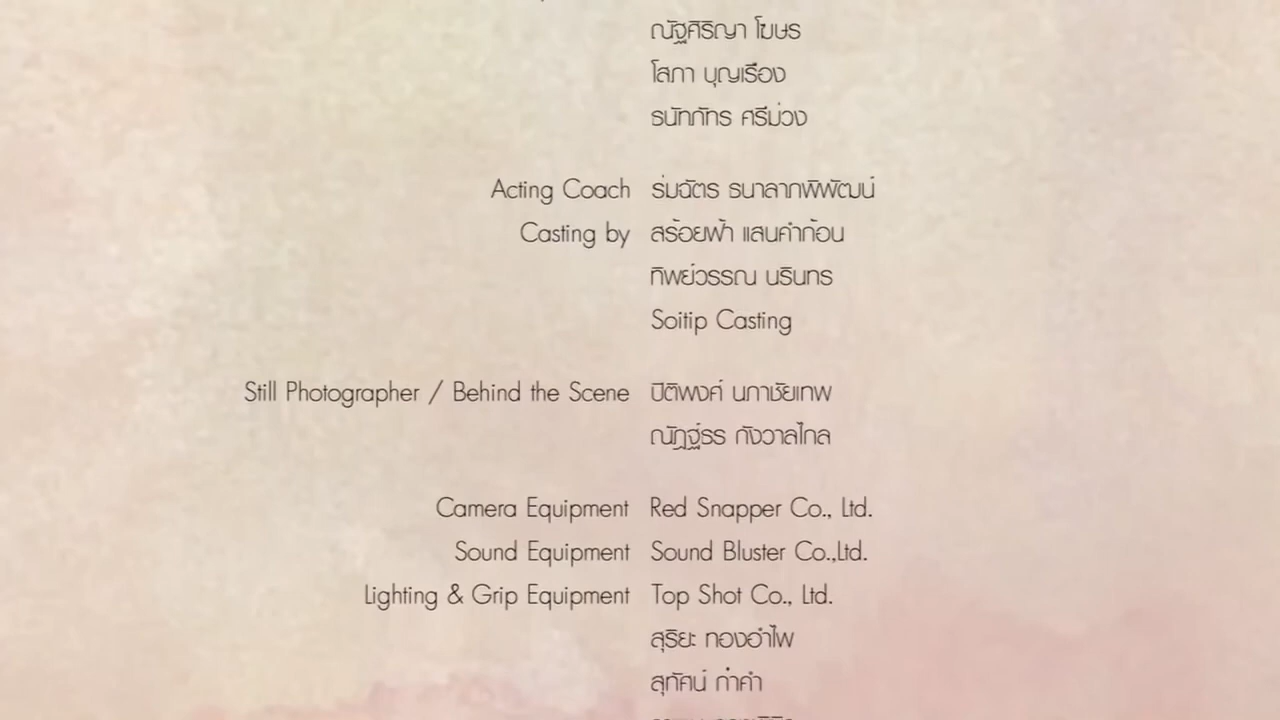 ณัฐศิริญา โฆษร
โสภา บุญเรือง
ธนัทภัทร ศรีม่วง
Acting Coach ร่มฉัตร ธนาลาภพิพัฒน์
Casting by สร้อยฟ้า แสนคำก้อน
ทิพย์วรรณ นรินทร
Soitip Casting
Still Photographer / Behind the Scene ปิติพงศ์ นภาชัยเทพ
ณัฏฐ์ธร กังวาลไกล
Camera Equipment Red Snapper Co., Ltd.
Sound Equipment Sound Bluster Co.,Ltd.
Lighting & Grip Equipment Top Shot Co., Ltd.
สุริยะ ทองอำไพ
สุทัศน์ ก่ำคำ